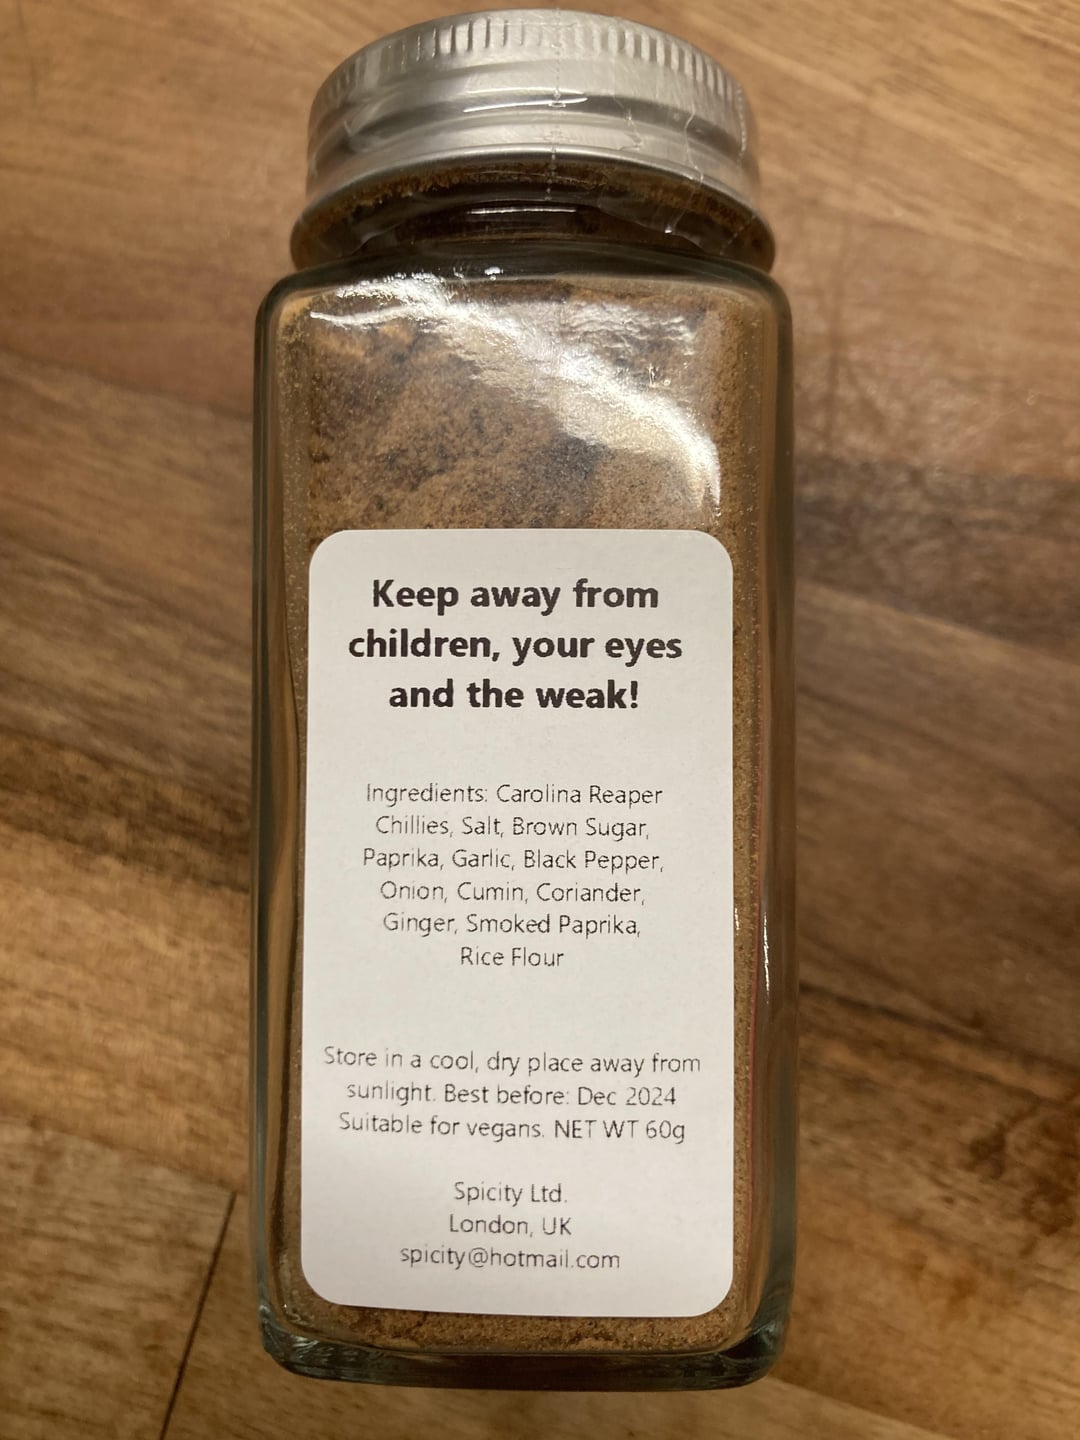 Keep away from
children, your eyes
and the weak!
Ingredients: Carolina Reaper
Chillies, Salt, Brown Sugar,
Paprika, Garlic, Black Pepper,
Onion, Cumin, Coriander,
Ginger, Smoked Paprika,
Rice Flour
Store in a cool, dry place away from
sunlight. Best before: Dec 2024
Suitable for vegans. NET WT 60g
Spicity Ltd.
London, UK
spicity@hotmail.com